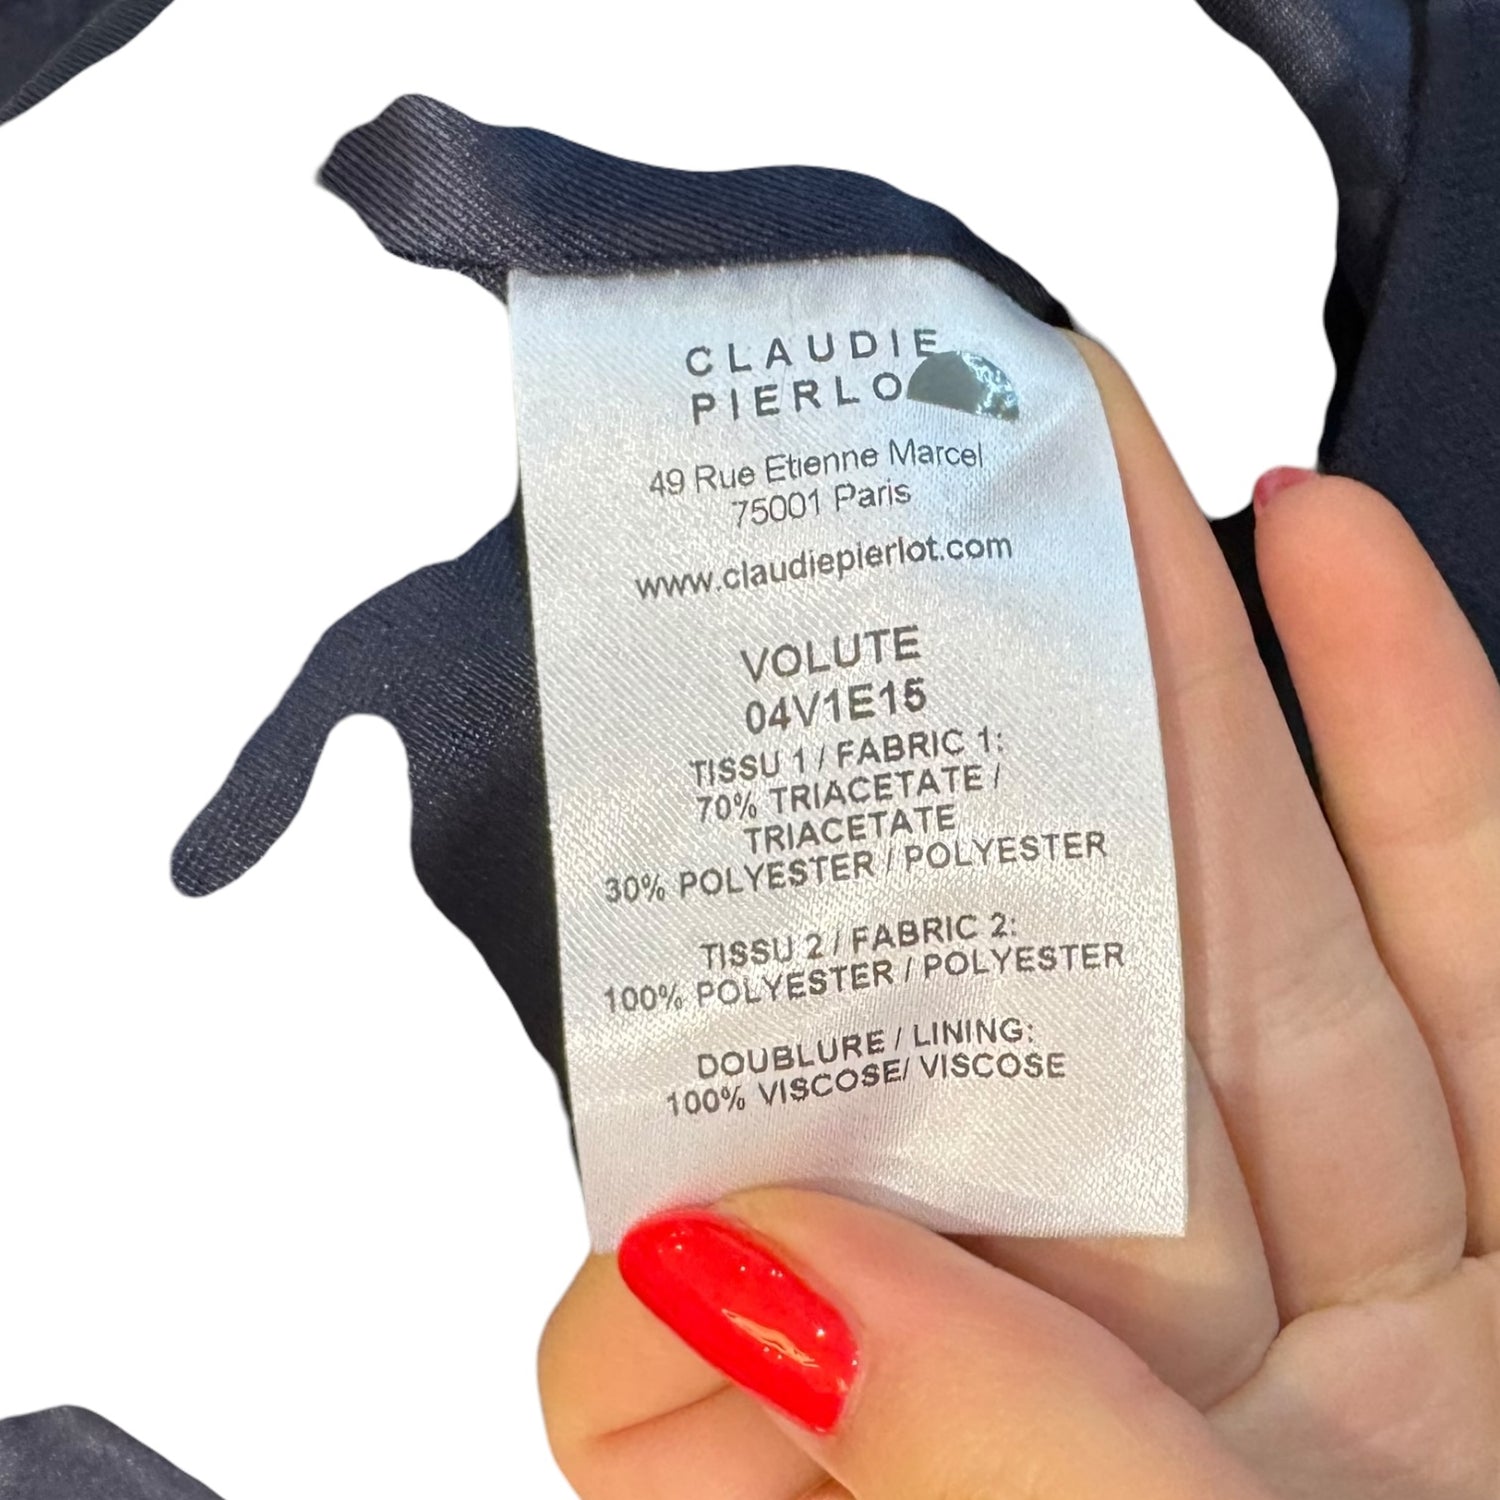 CLAUDIE
PIERLO
49 Rue Etienne Marcel
75001 Paris
www.claudiepierlot.com
VOLUTE
04V1E15
TISSU 1 / FABRIC 1:
70% TRIACETATE /
TRIACETATE
30% POLYESTER / POLYESTER
TISSU 2 / FABRIC 2:
100% POLYESTER / POLYESTER
DOUBLURE / LINING:
100% VISCOSE/ VISCOSE